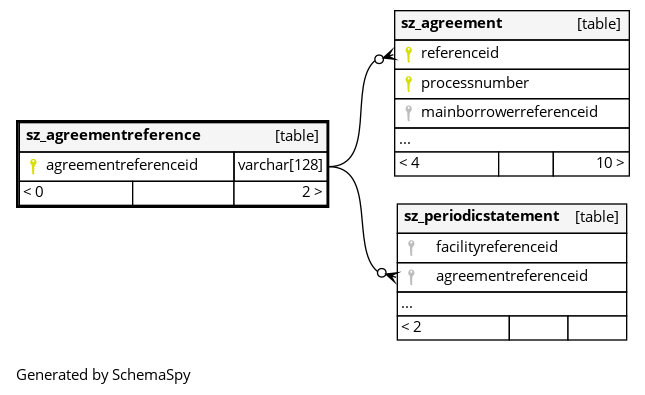 sz_agreement [table]
referenceid
processnumber
mainborrowerreferenceid
...
< 4 10 >
sz_agreementreference [table]
agreementreferenceid varchar[128]
< 0 2 >
sz_periodicstatement [table]
facilityreferenceid
agreementreferenceid
...
< 2
Generated by SchemaSpy